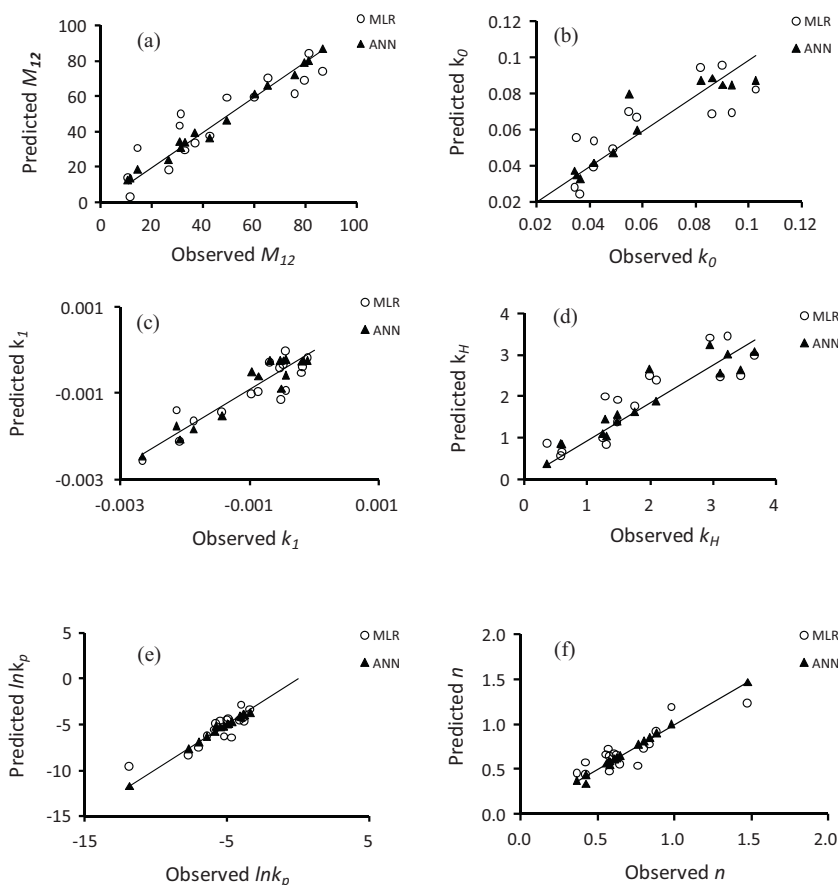 (a)
MLR
ANN
Predicted M12
100
80
60
40
20
0
0 20 40 60 80 100
Observed M12
(b)
MLR
ANN
Predicted k0
0.12
0.10
0.08
0.06
0.04
0.02
0.02 0.04 0.06 0.08 0.10 0.12
Observed k0
(c)
MLR
ANN
Predicted k1
0.001
-0.001
-0.003
-0.003 -0.001 0.001
Observed k1
(d)
MLR
ANN
Predicted kH
4
3
2
1
0
0 1 2 3 4
Observed kH
(e)
MLR
ANN
Predicted lnkp
5
0
-5
-10
-15
-15 -5 5
Observed lnkp
(f)
MLR
ANN
Predicted n
2.0
1.5
1.0
0.5
0.0
0.0 0.5 1.0 1.5 2.0
Observed n